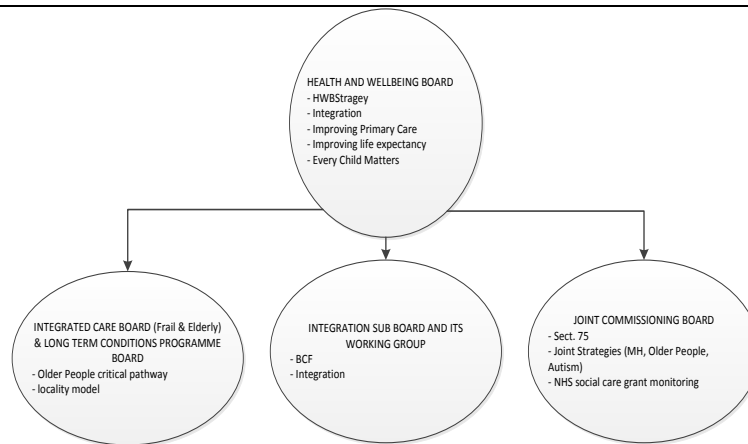 HEALTH AND WELLBEING BOARD
- HWBStragey
- Integration
- Improving Primary Care
- Improving life expectancy
- Every Child Matters
INTEGRATED CARE BOARD (Frail & Elderly)
& LONG TERM CONDITIONS PROGRAMME
BOARD
- Older People critical pathway
- locality model
INTEGRATION SUB BOARD AND ITS
WORKING GROUP
- BCF
- Integration
JOINT COMMISSIONING BOARD
- Sect. 75
- Joint Strategies (MH, Older People,
Autism)
- NHS social care grant monitoring